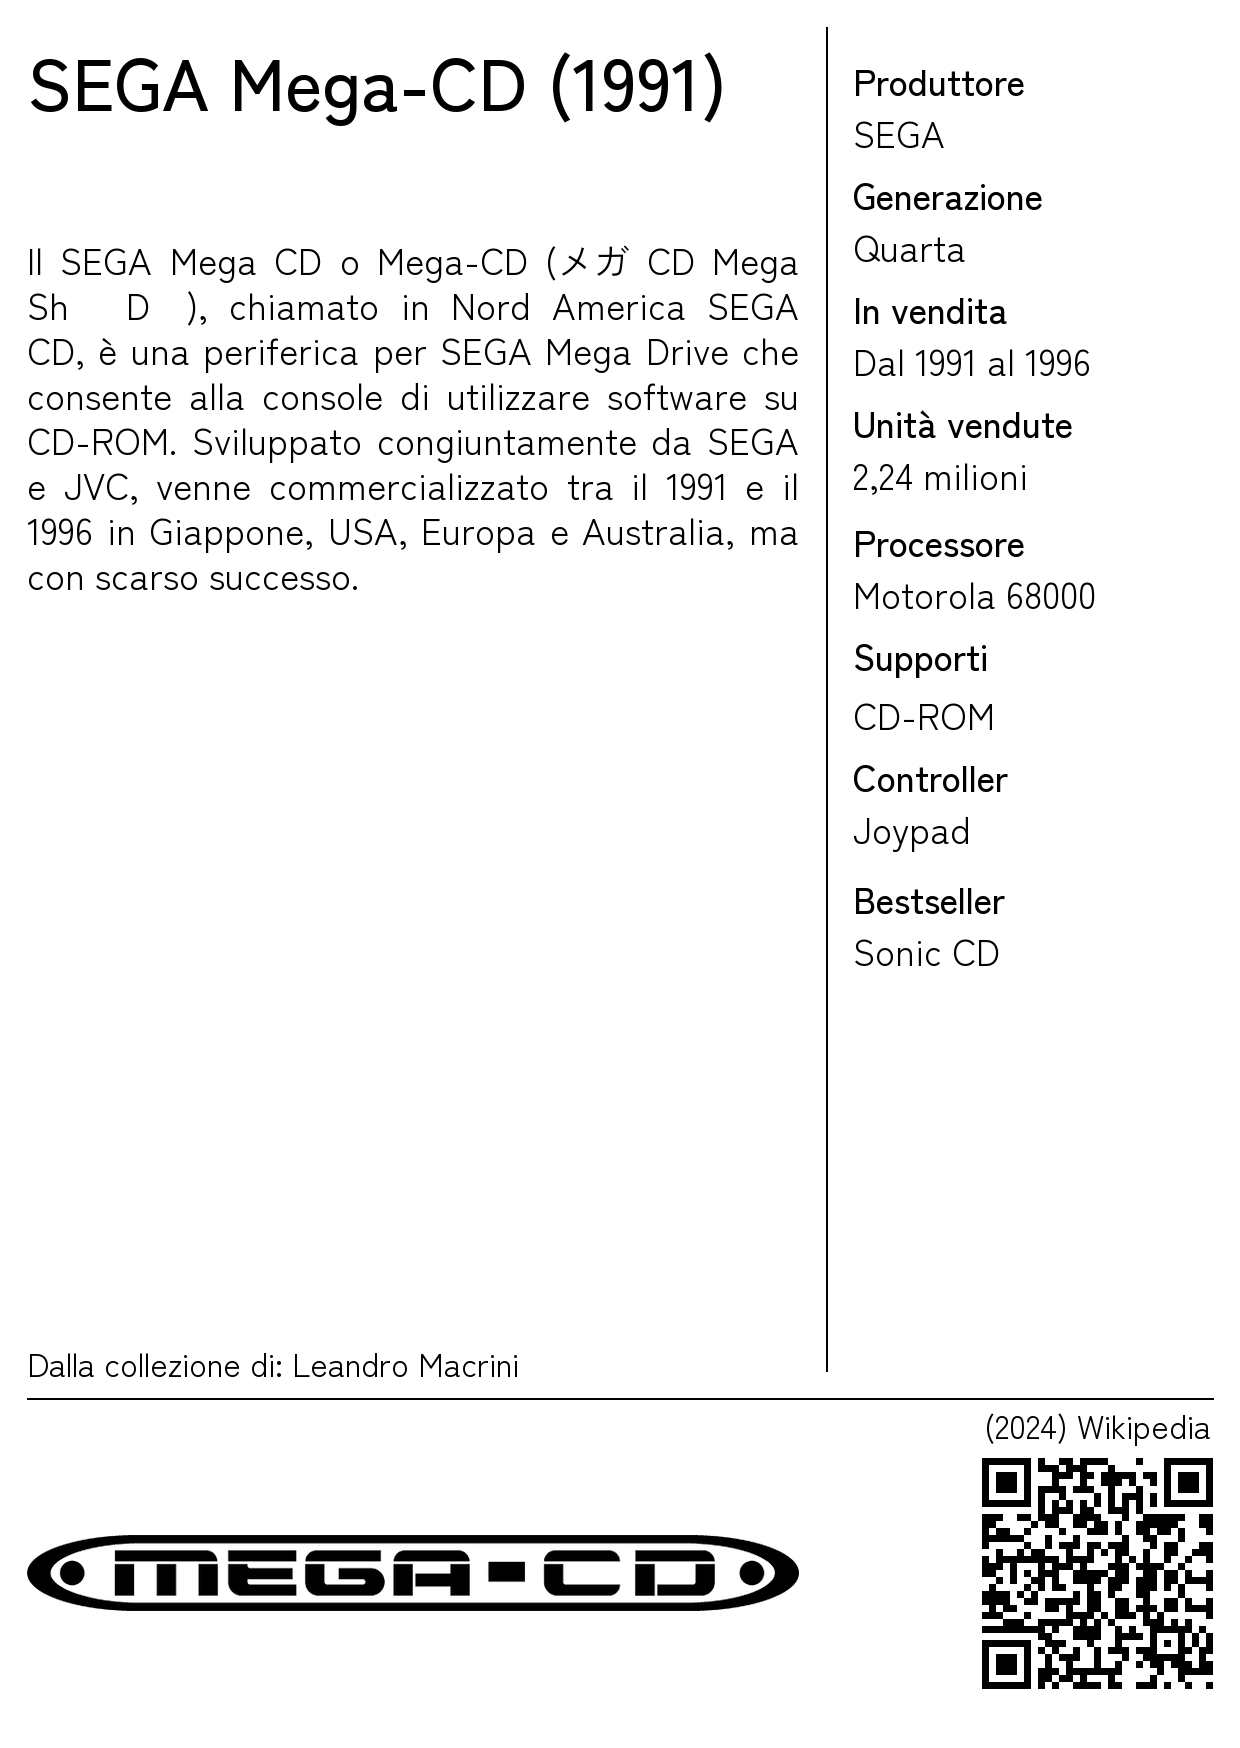 SEGA Mega-CD (1991)
Il SEGA Mega CD o Mega-CD (メガ CD Mega
Sh D ), chiamato in Nord America SEGA
CD, è una periferica per SEGA Mega Drive che
consente alla console di utilizzare software su
CD-ROM. Sviluppato congiuntamente da SEGA
e JVC, venne commercializzato tra il 1991 e il
1996 in Giappone, USA, Europa e Australia, ma
con scarso successo.
Dalla collezione di: Leandro Macrini
Produttore
SEGA
Generazione
Quarta
In vendita
Dal 1991 al 1996
Unità vendute
2,24 milioni
Processore
Motorola 68000
Supporti
CD-ROM
Controller
Joypad
Bestseller
Sonic CD
(2024) Wikipedia
MEGA-CD